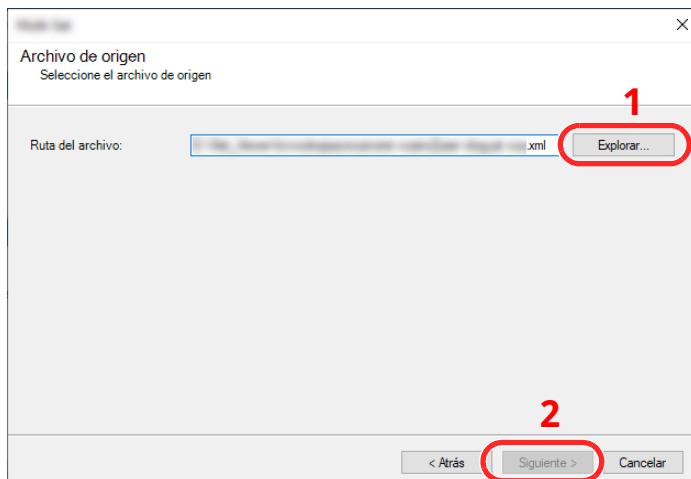 Archivo de origen
Seleccione el archivo de origen
1
Ruta del archivo: .xml Explorar...
2
< Atrás Siguiente > Cancelar